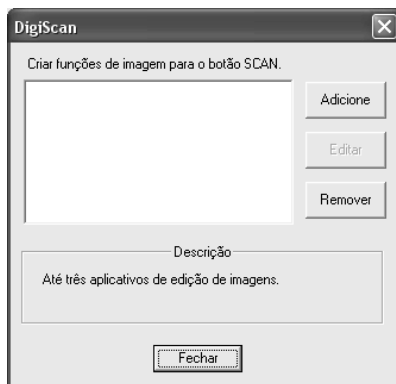 DigiScan
Criar funções de imagem para o botão SCAN.
Adicione
Editar
Remover
Descrição
Até três aplicativos de edição de imagens.
Fechar